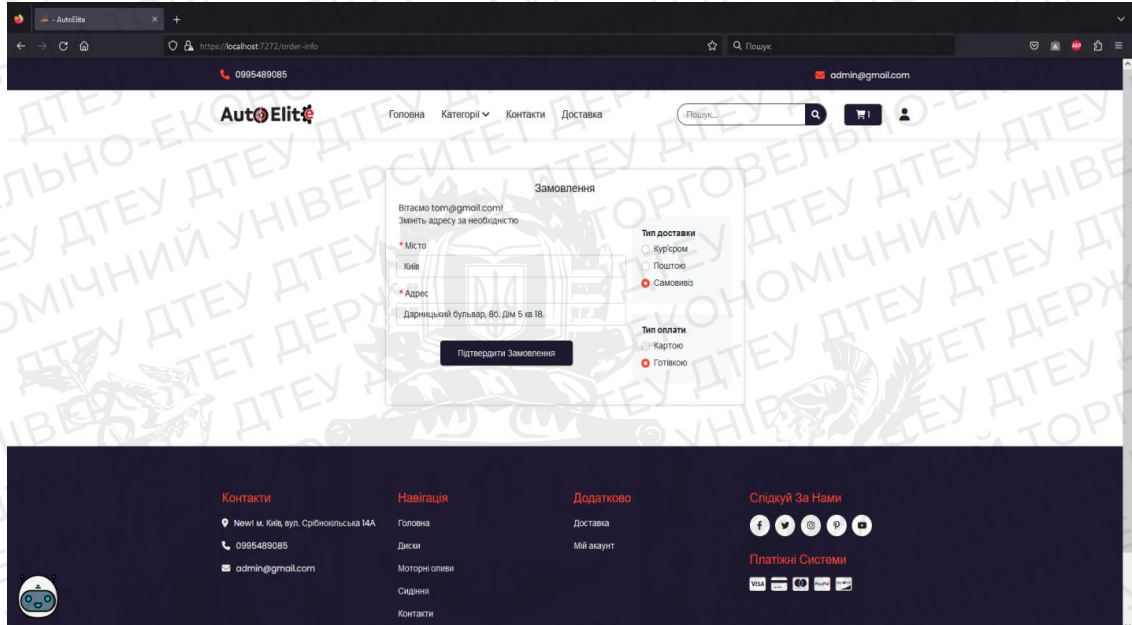 - AutoElite
https://localhost:7272/order-info
Пошук
0995489085
admin@gmail.com
AutoElite
Головна Категорії Контакти Доставка
Пошук...
1
Замовлення
Вітаємо tom@gmail.com!
Змініть адресу за необхідністю
* Місто
Київ
* Адрес
Дарницький бульвар, 8б. Дім 5 кв 18.
Підтвердити Замовлення
Тип доставки
Кур'єром
Поштою
Самовивіз
Тип оплати
Картою
Готівкою
Контакти
New! м. Київ, вул. Срібнокільська 14А
0995489085
admin@gmail.com
Навігація
Головна
Диски
Моторні оливи
Сидіння
Контакти
Додатково
Доставка
Мій акаунт
Слідкуй За Нами
Платіжні Системи
VISA
PayPal